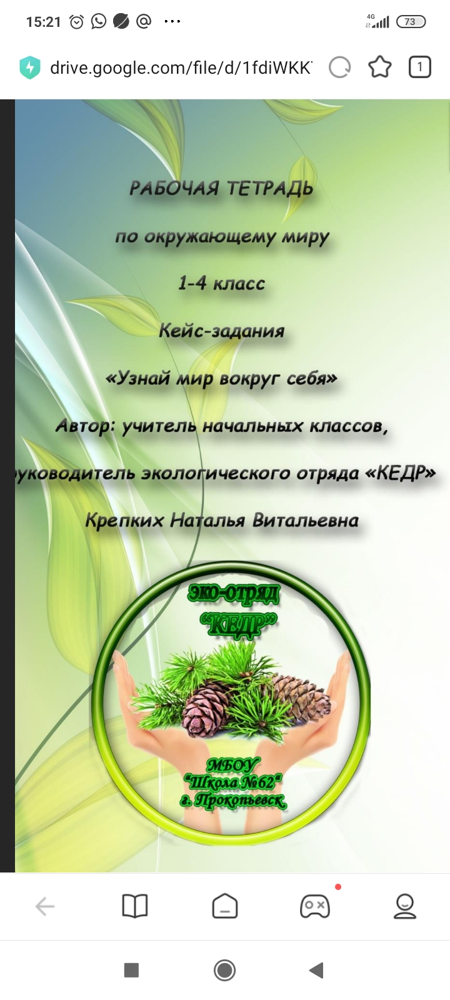 15:21
4G
73
drive.google.com/file/d/1fdiWKK
1
РАБОЧАЯ ТЕТРАДЬ
по окружающему миру
1-4 класс
Кейс-задания
«Узнай мир вокруг себя»
Автор: учитель начальных классов,
уководитель экологического отряда «КЕДР»
Крепких Наталья Витальевна
эко-отряд
“КЕДР”
МБОУ
“Школа №62“
г. Прокопьевск